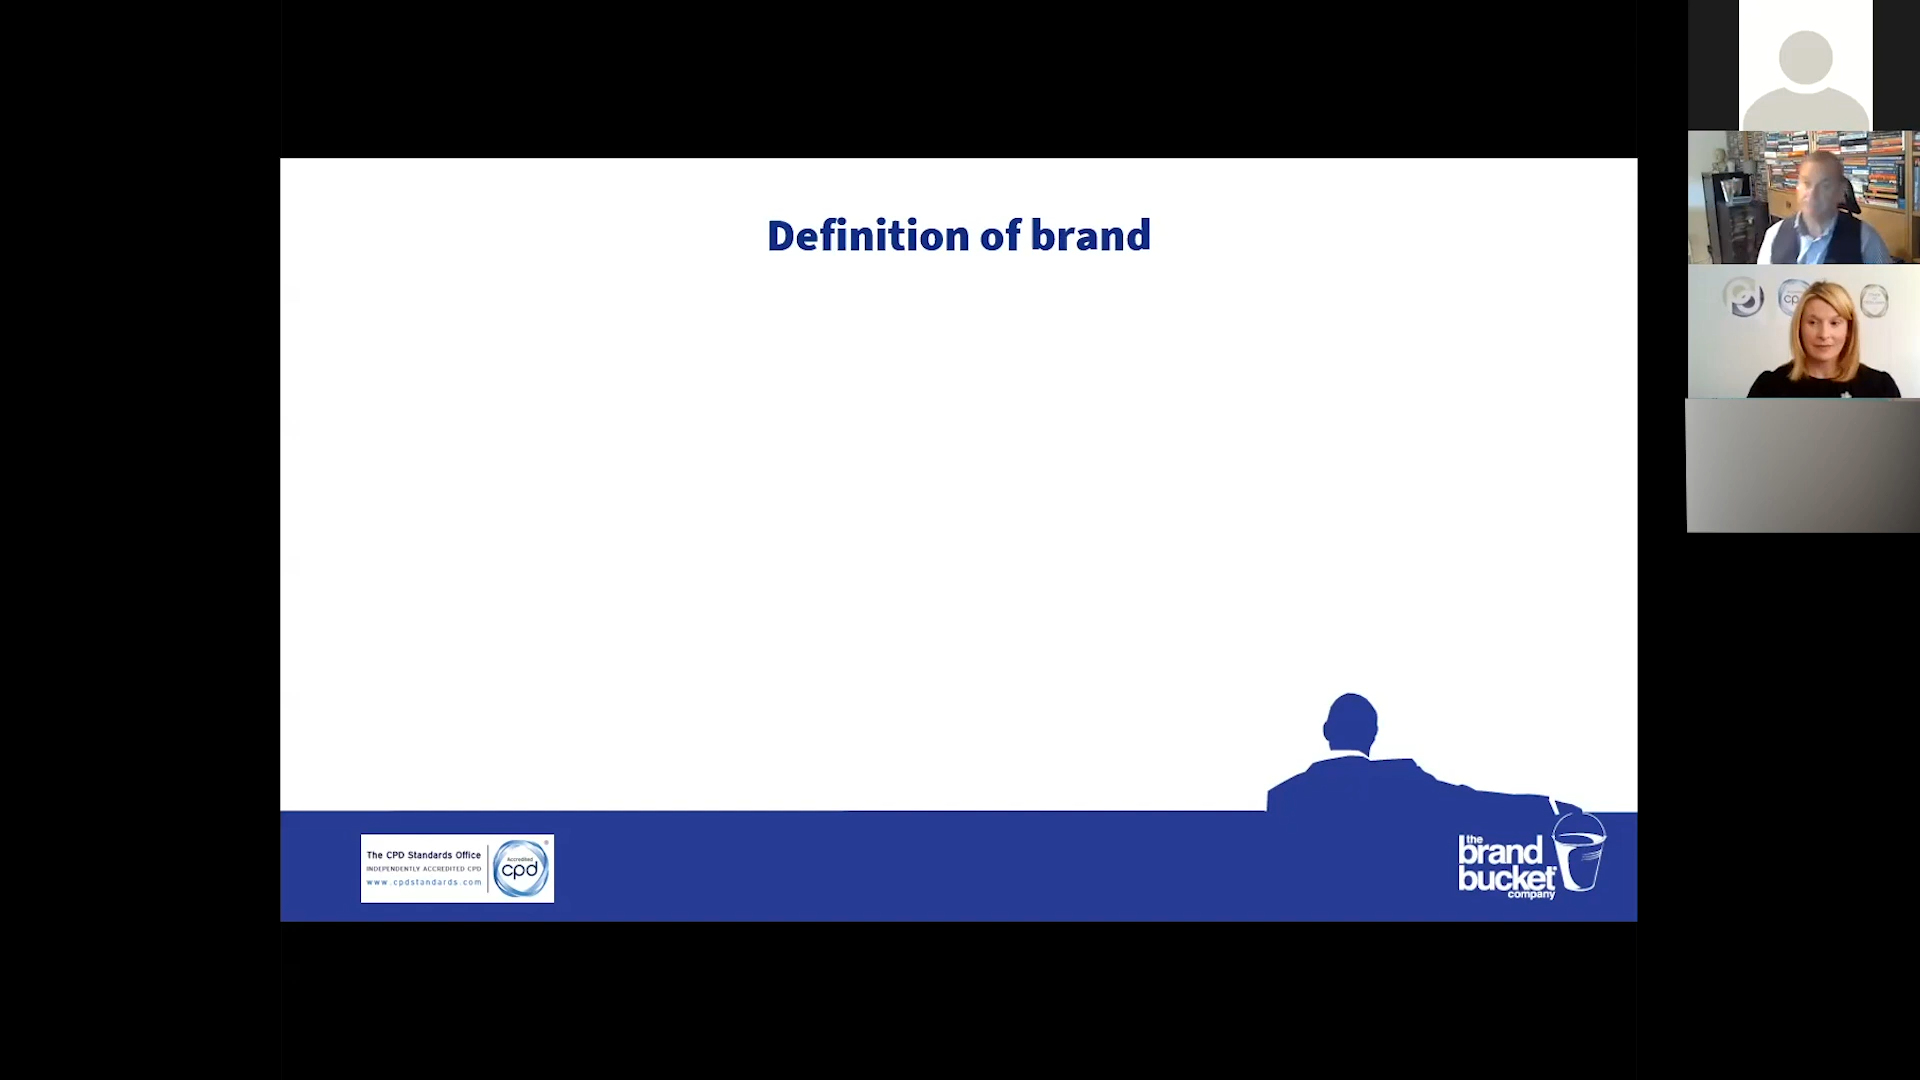 Definition of brand
The CPD Standards Office
INDEPENDENTLY ACCREDITED CPD
www.cpdstandards.com
Accredited
cpd
the
brand
bucket
company